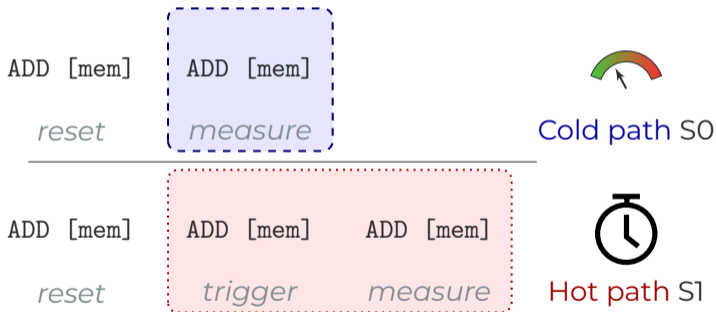 ADD [mem] ADD [mem]
reset measure Cold path S0
ADD [mem] ADD [mem] ADD [mem]
reset trigger measure Hot path S1